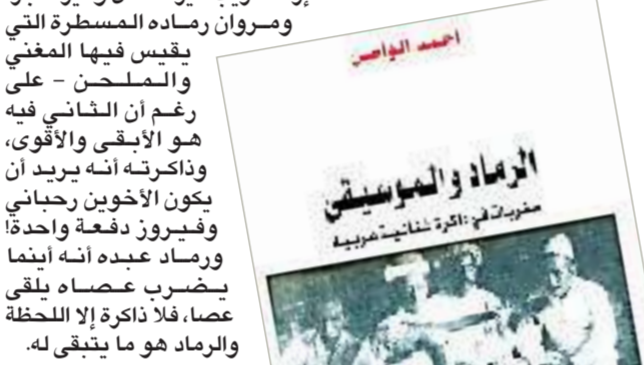 ومروان رماده المسطرة التي
يقيس فيها المغني
والملحن – على
رغم أن الثاني فيه
هو الأبقى والأقوى،
وذاكرته أنه يريد أن
يكون الأخوين رحباني
وفيروز دفعة واحدة!
ورماد عبده أنه أينما
يضرب عصاه يلقى
عصا، فلا ذاكرة إلا اللحظة
والرماد هو ما يتبقى له.
احمد الواصل
الرماد والموسيقى
حفريات في ذاكرة غنائية عربية